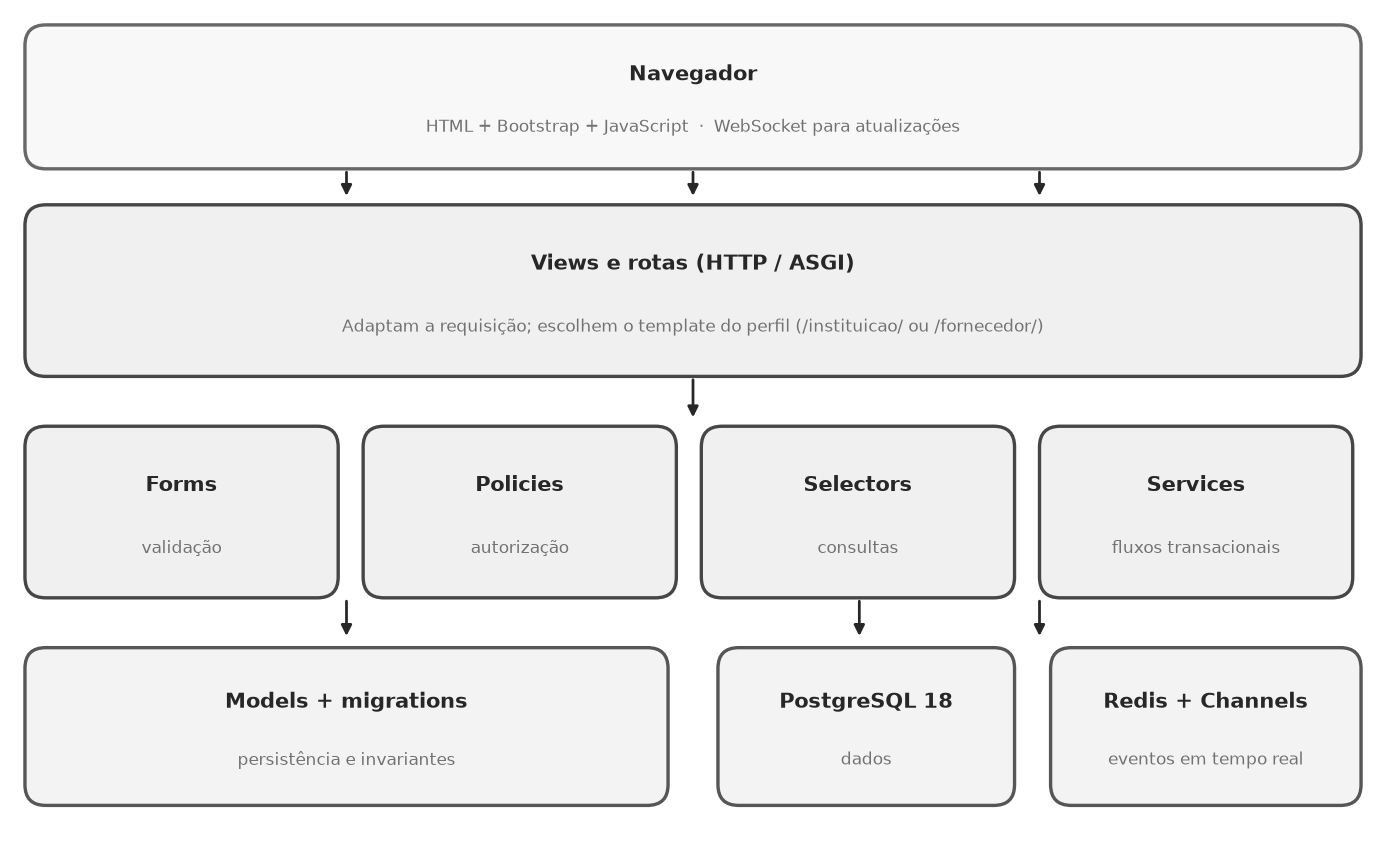 Navegador
HTML + Bootstrap + JavaScript · WebSocket para atualizações
Views e rotas (HTTP / ASGI)
Adaptam a requisição; escolhem o template do perfil (/instituicao/ ou /fornecedor/)
Forms
validação
Policies
autorização
Selectors
consultas
Services
fluxos transacionais
Models + migrations
persistência e invariantes
PostgreSQL 18
dados
Redis + Channels
eventos em tempo real